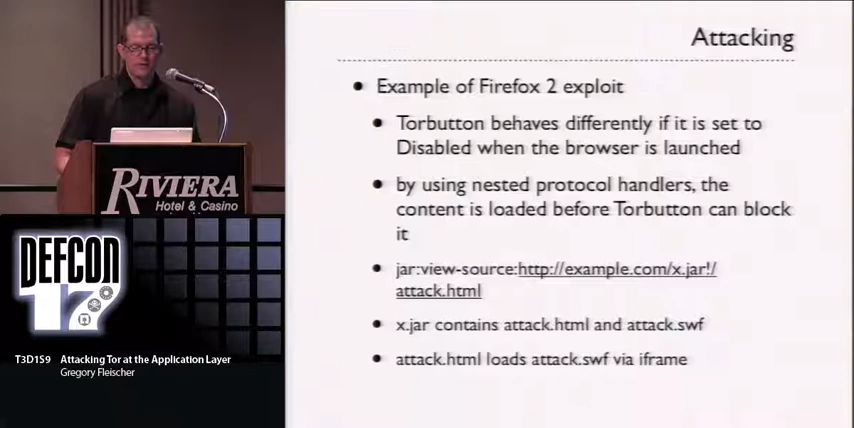 Attacking
• Example of Firefox 2 exploit
• Torbutton behaves differently if it is set to
Disabled when the browser is launched
• by using nested protocol handlers, the
content is loaded before Torbutton can block
it
• jar:view-source:http://example.com/x.jar!/
attack.html
• x.jar contains attack.html and attack.swf
• attack.html loads attack.swf via iframe
RIVIERA
Hotel & Casino
DEFCON
17
T3D1S9 Attacking Tor at the Application Layer
Gregory Fleischer